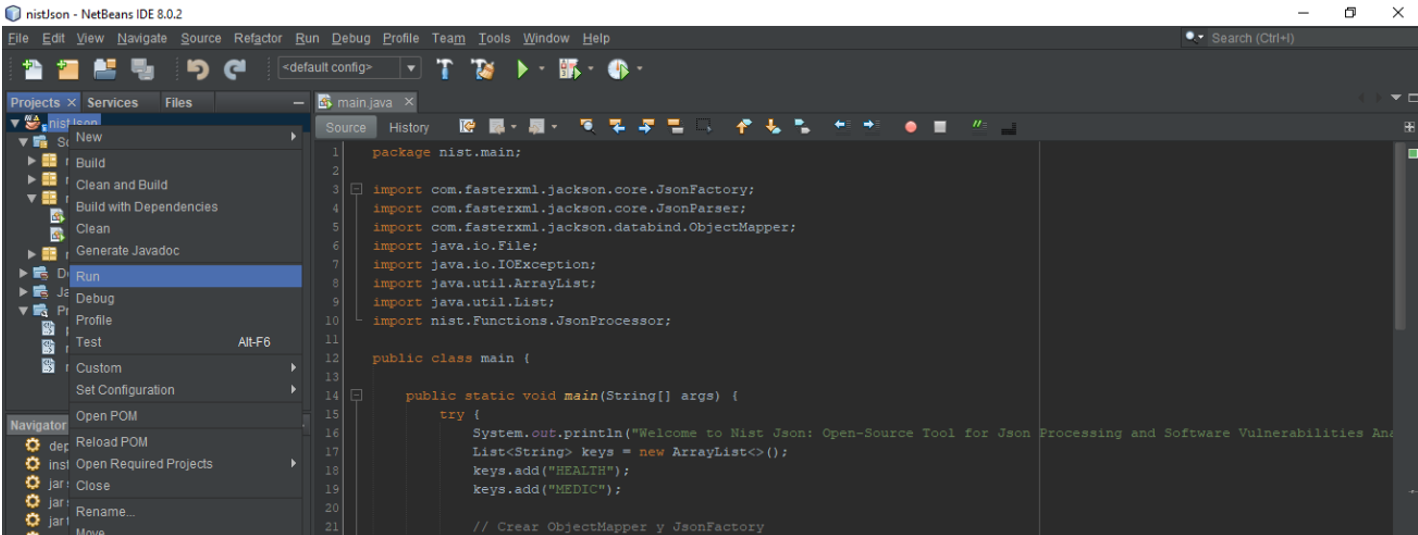 nistJson - NetBeans IDE 8.0.2
File Edit View Navigate Source Refactor Run Debug Profile Team Tools Window Help
Search (Ctrl+I)
<default config>
Projects Services Files
main.java
nistJson
Source History
New
Build
Clean and Build
Build with Dependencies
Clean
Generate Javadoc
Run
Debug
Profile
Test Alt-F6
Custom
Set Configuration
Open POM
Reload POM
Open Required Projects
Close
Rename...
Move
Navigator
1 package nist.main;
2
3 import com.fasterxml.jackson.core.JsonFactory;
4 import com.fasterxml.jackson.core.JsonParser;
5 import com.fasterxml.jackson.databind.ObjectMapper;
6 import java.io.File;
7 import java.io.IOException;
8 import java.util.ArrayList;
9 import java.util.List;
10 import nist.Functions.JsonProcessor;
11
12 public class main {
13
14 public static void main(String[] args) {
15 try {
16 System.out.println("Welcome to Nist Json: Open-Source Tool for Json Processing and Software Vulnerabilities Ana
17 List<String> keys = new ArrayList<>();
18 keys.add("HEALTH");
19 keys.add("MEDIC");
20
21 // Crear ObjectMapper y JsonFactory